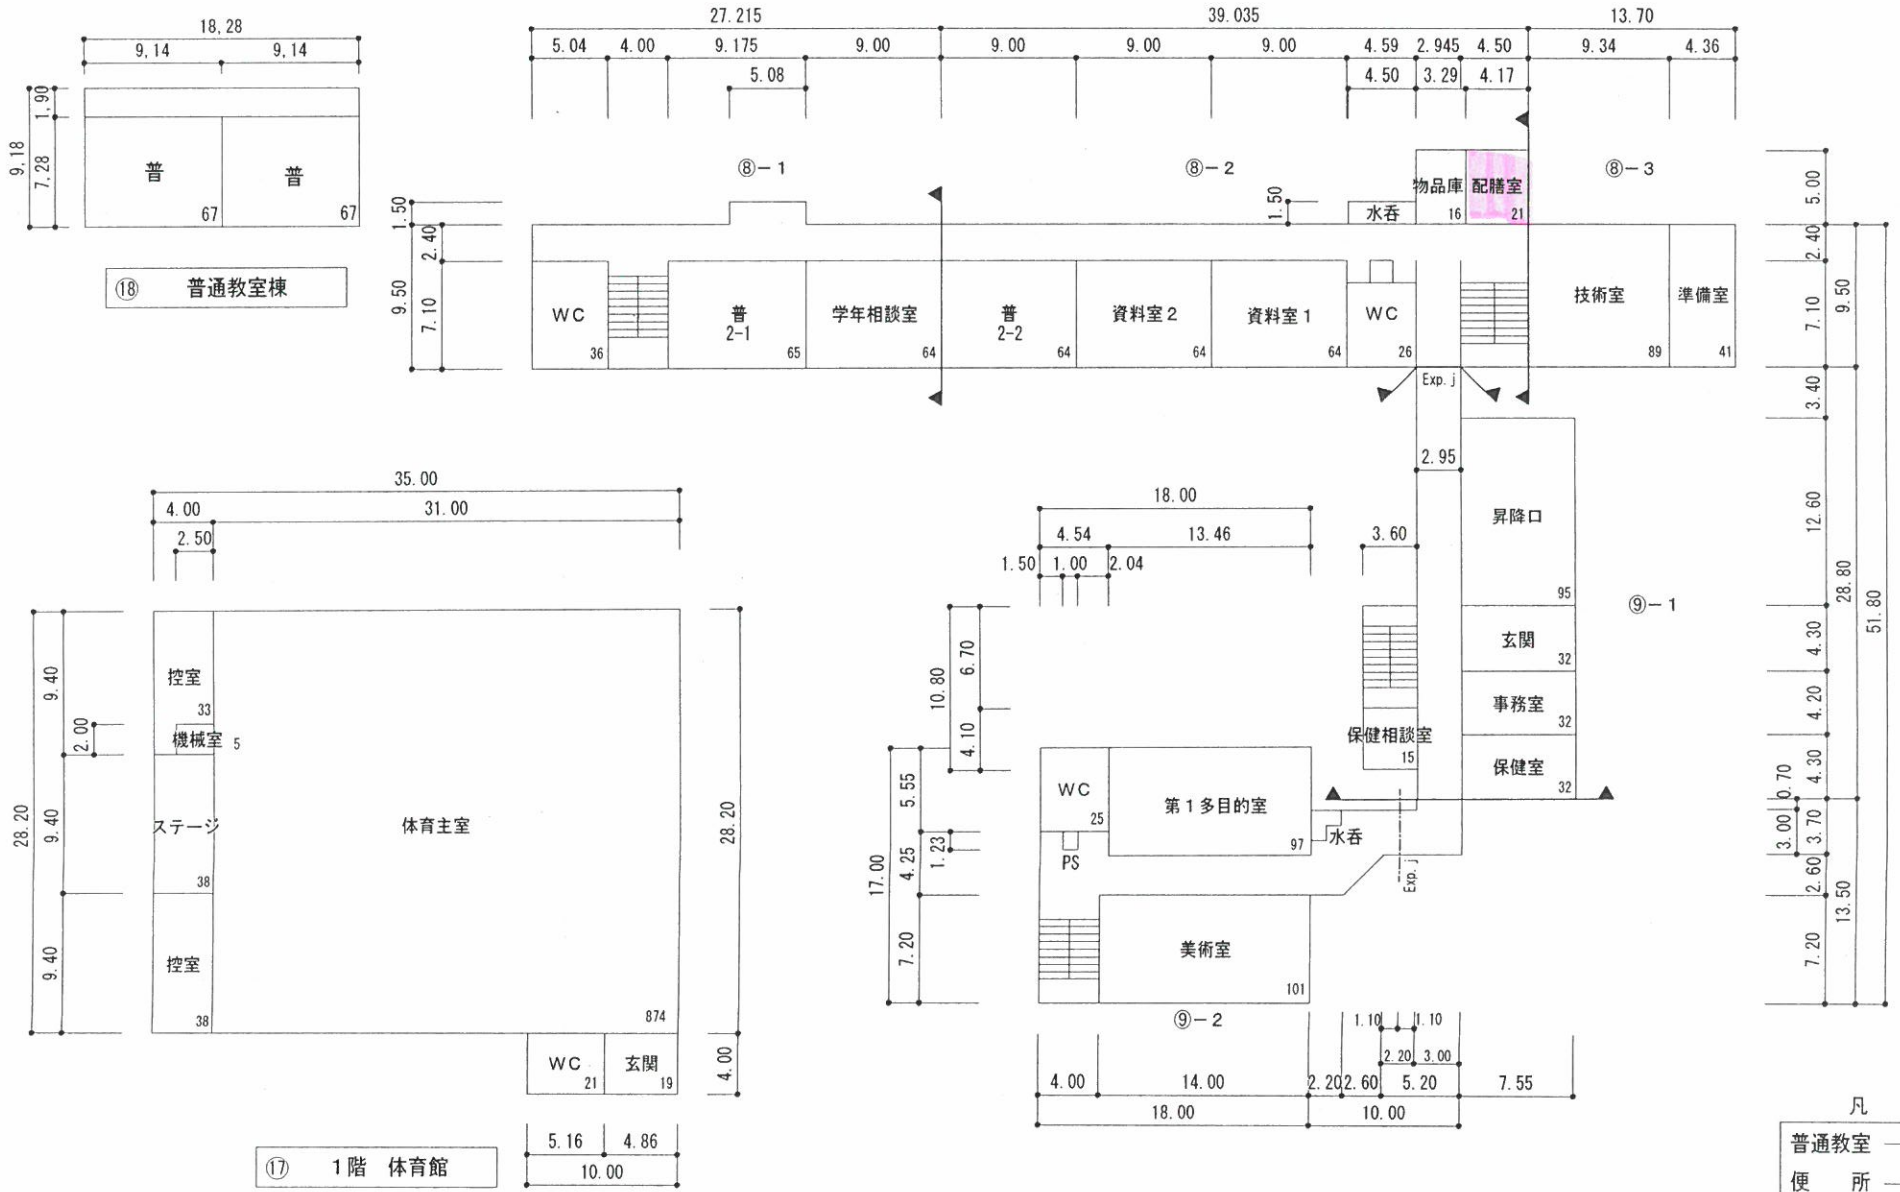 18,28
9,14 9,14
1,90
7,28
9,18
普 67
普 67
⑱ 普通教室棟
27.215 39.035 13.70
5.04 4.00 9.175 9.00 9.00 9.00 9.00 4.59 2.945 4.50 9.34 4.36
5.08 4.50 3.29 4.17
⑧-1 ⑧-2 ⑧-3
1.50
2.40
7.10
9.50
1.50
水呑
物品庫 16
配膳室 21
WC 36
普
2-1 65
学年相談室 64
普
2-2 64
資料室2 64
資料室1 64
WC 26
技術室 89
準備室 41
Exp. j
5.00
2.40
7.10
9.50
3.40
12.60
4.30
4.20
4.30
0.70
3.00
3.70
2.60
7.20
28.80
13.50
51.80
2.95
昇降口 95
玄関 32
事務室 32
保健室 32
⑨-1
3.60
保健相談室 15
18.00
4.54 13.46
1.50 1.00 2.04
10.80
6.70
4.10
5.55
4.25
1.23
7.20
17.00
WC 25
PS
第1多目的室 97
水呑
Exp. j
美術室 101
⑨-2
1.10 1.10
2.20 3.00
4.00 14.00 2.20 2.60 5.20 7.55
18.00 10.00
35.00
4.00 31.00
2.50
9.40
2.00
9.40
9.40
28.20
控室 33
機械室 5
ステージ 38
控室 38
体育主室 874
28.20
4.00
WC 21
玄関 19
5.16 4.86
10.00
⑰ 1階 体育館
凡
普通教室
便 所